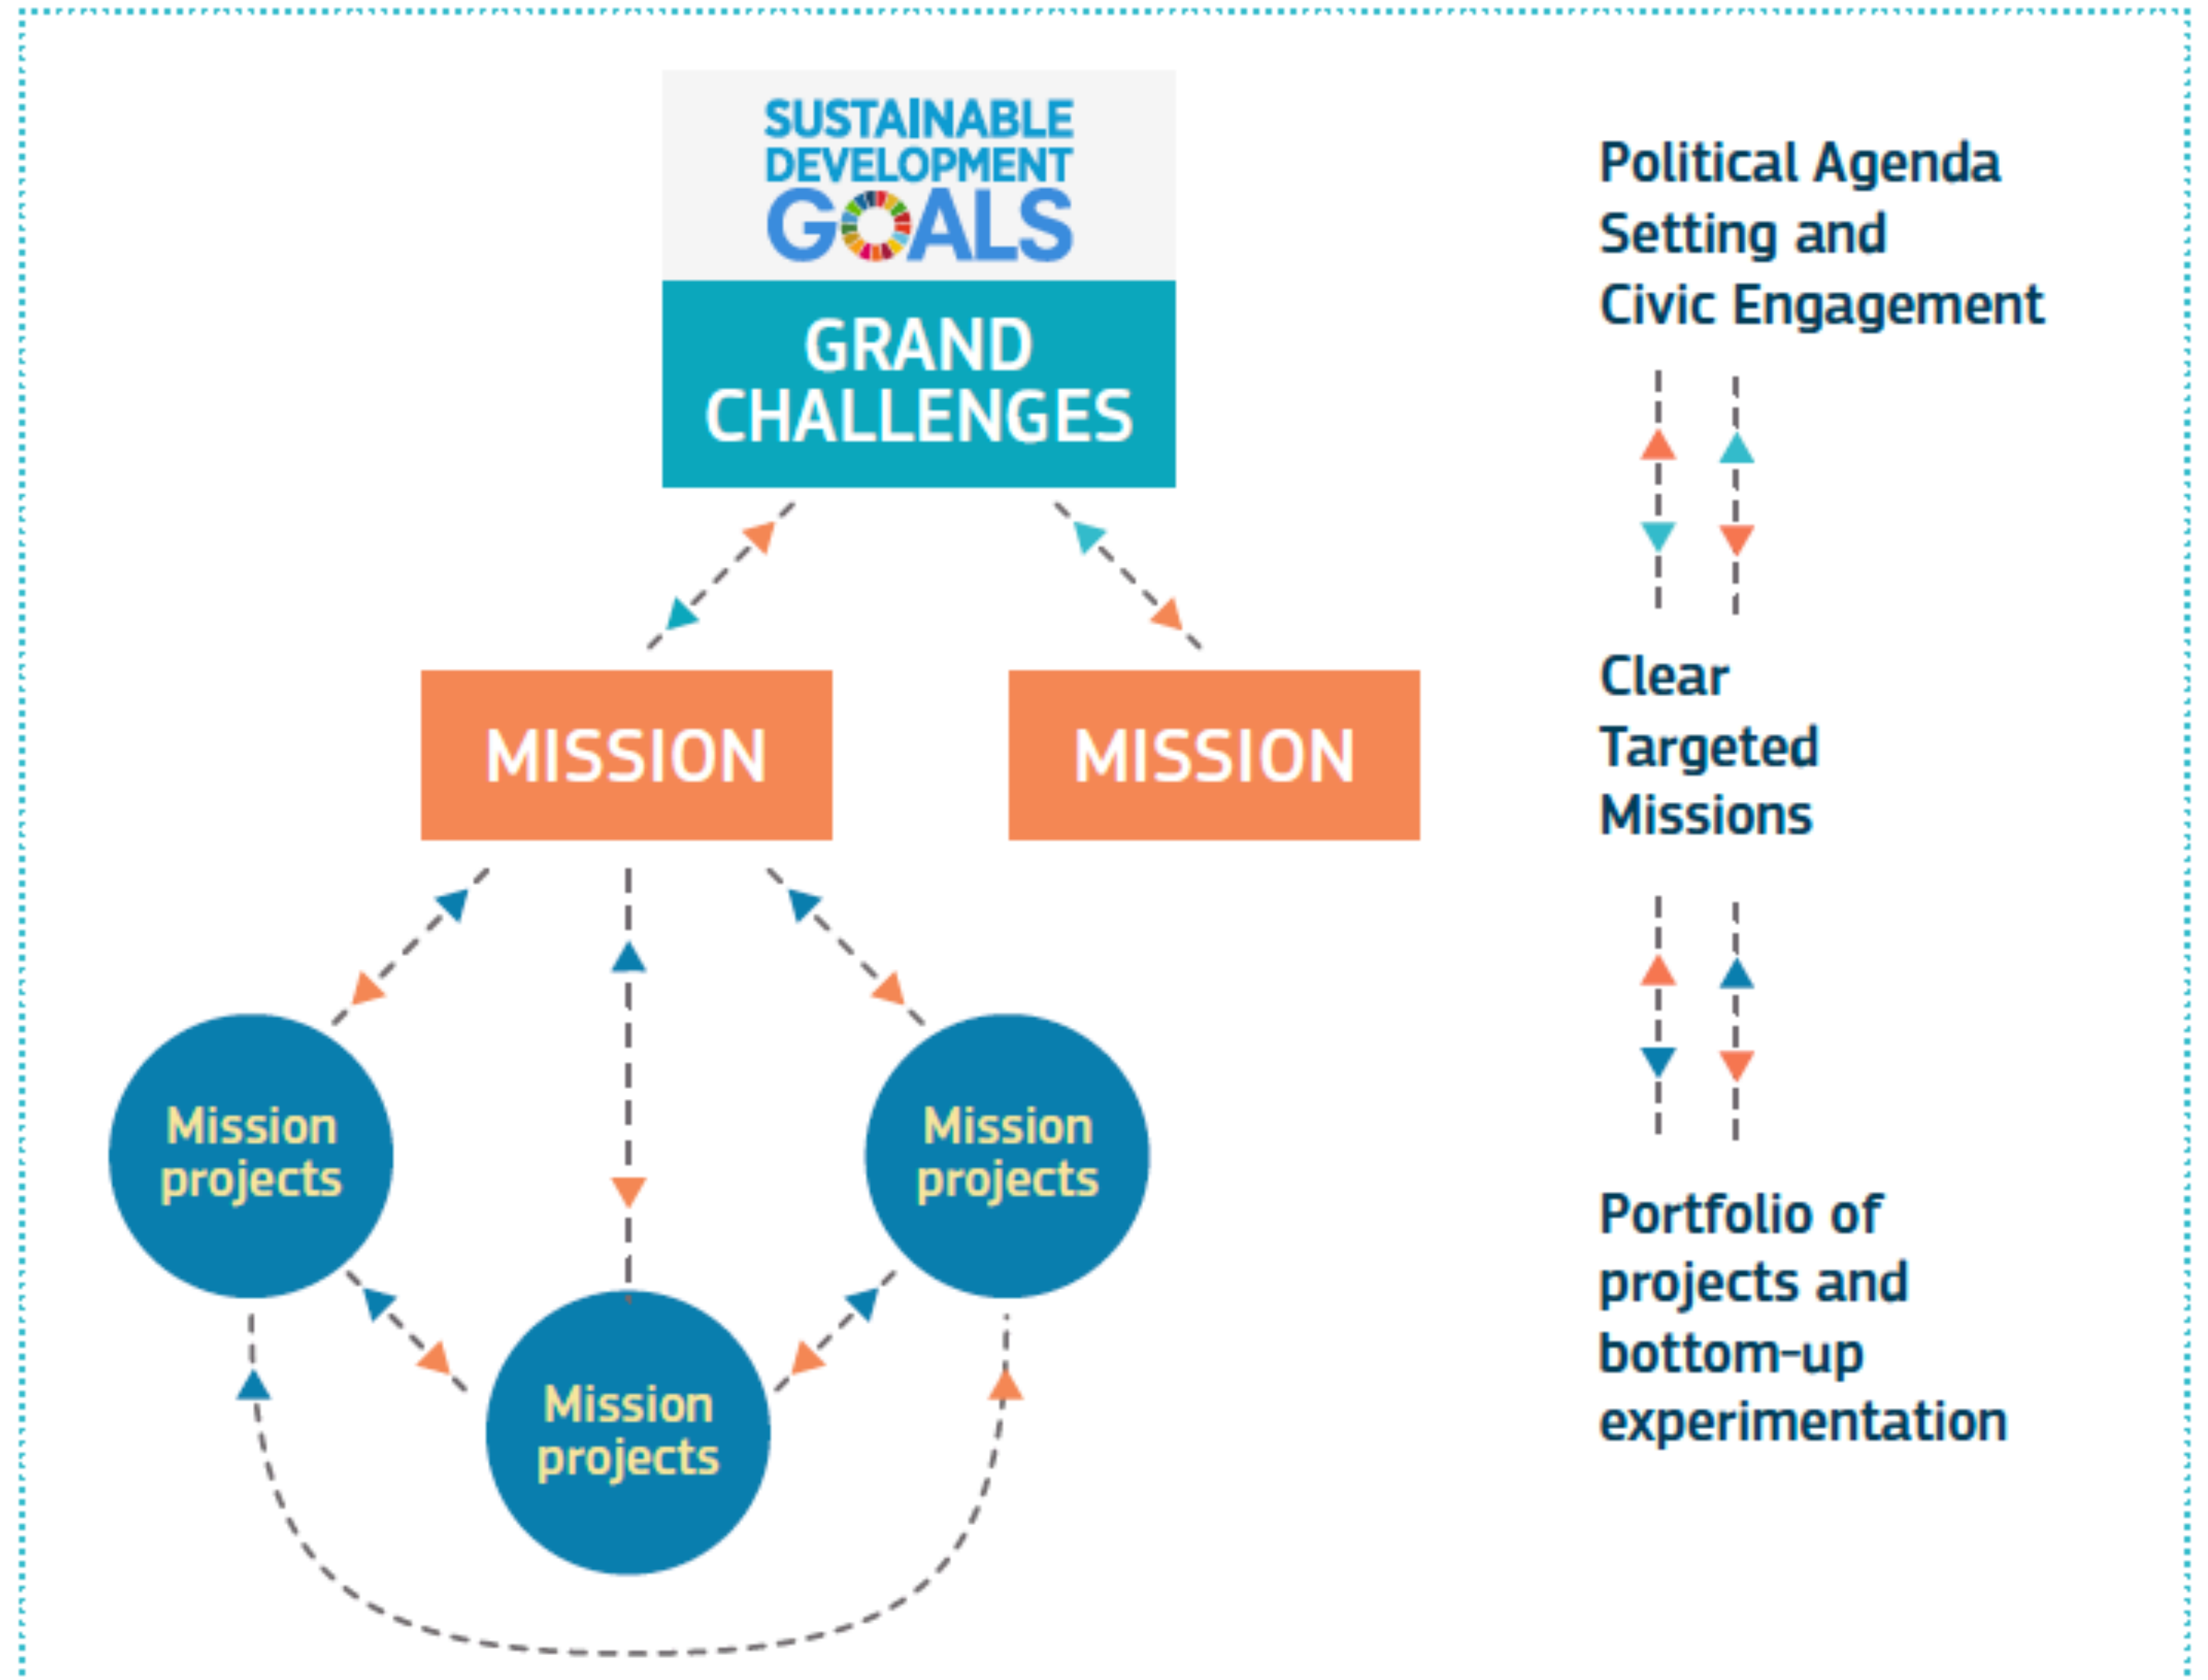 SUSTAINABLE
DEVELOPMENT
GOALS
GRAND
CHALLENGES
MISSION
MISSION
Mission
projects
Mission
projects
Mission
projects
Political Agenda
Setting and
Civic Engagement
Clear
Targeted
Missions
Portfolio of
projects and
bottom-up
experimentation